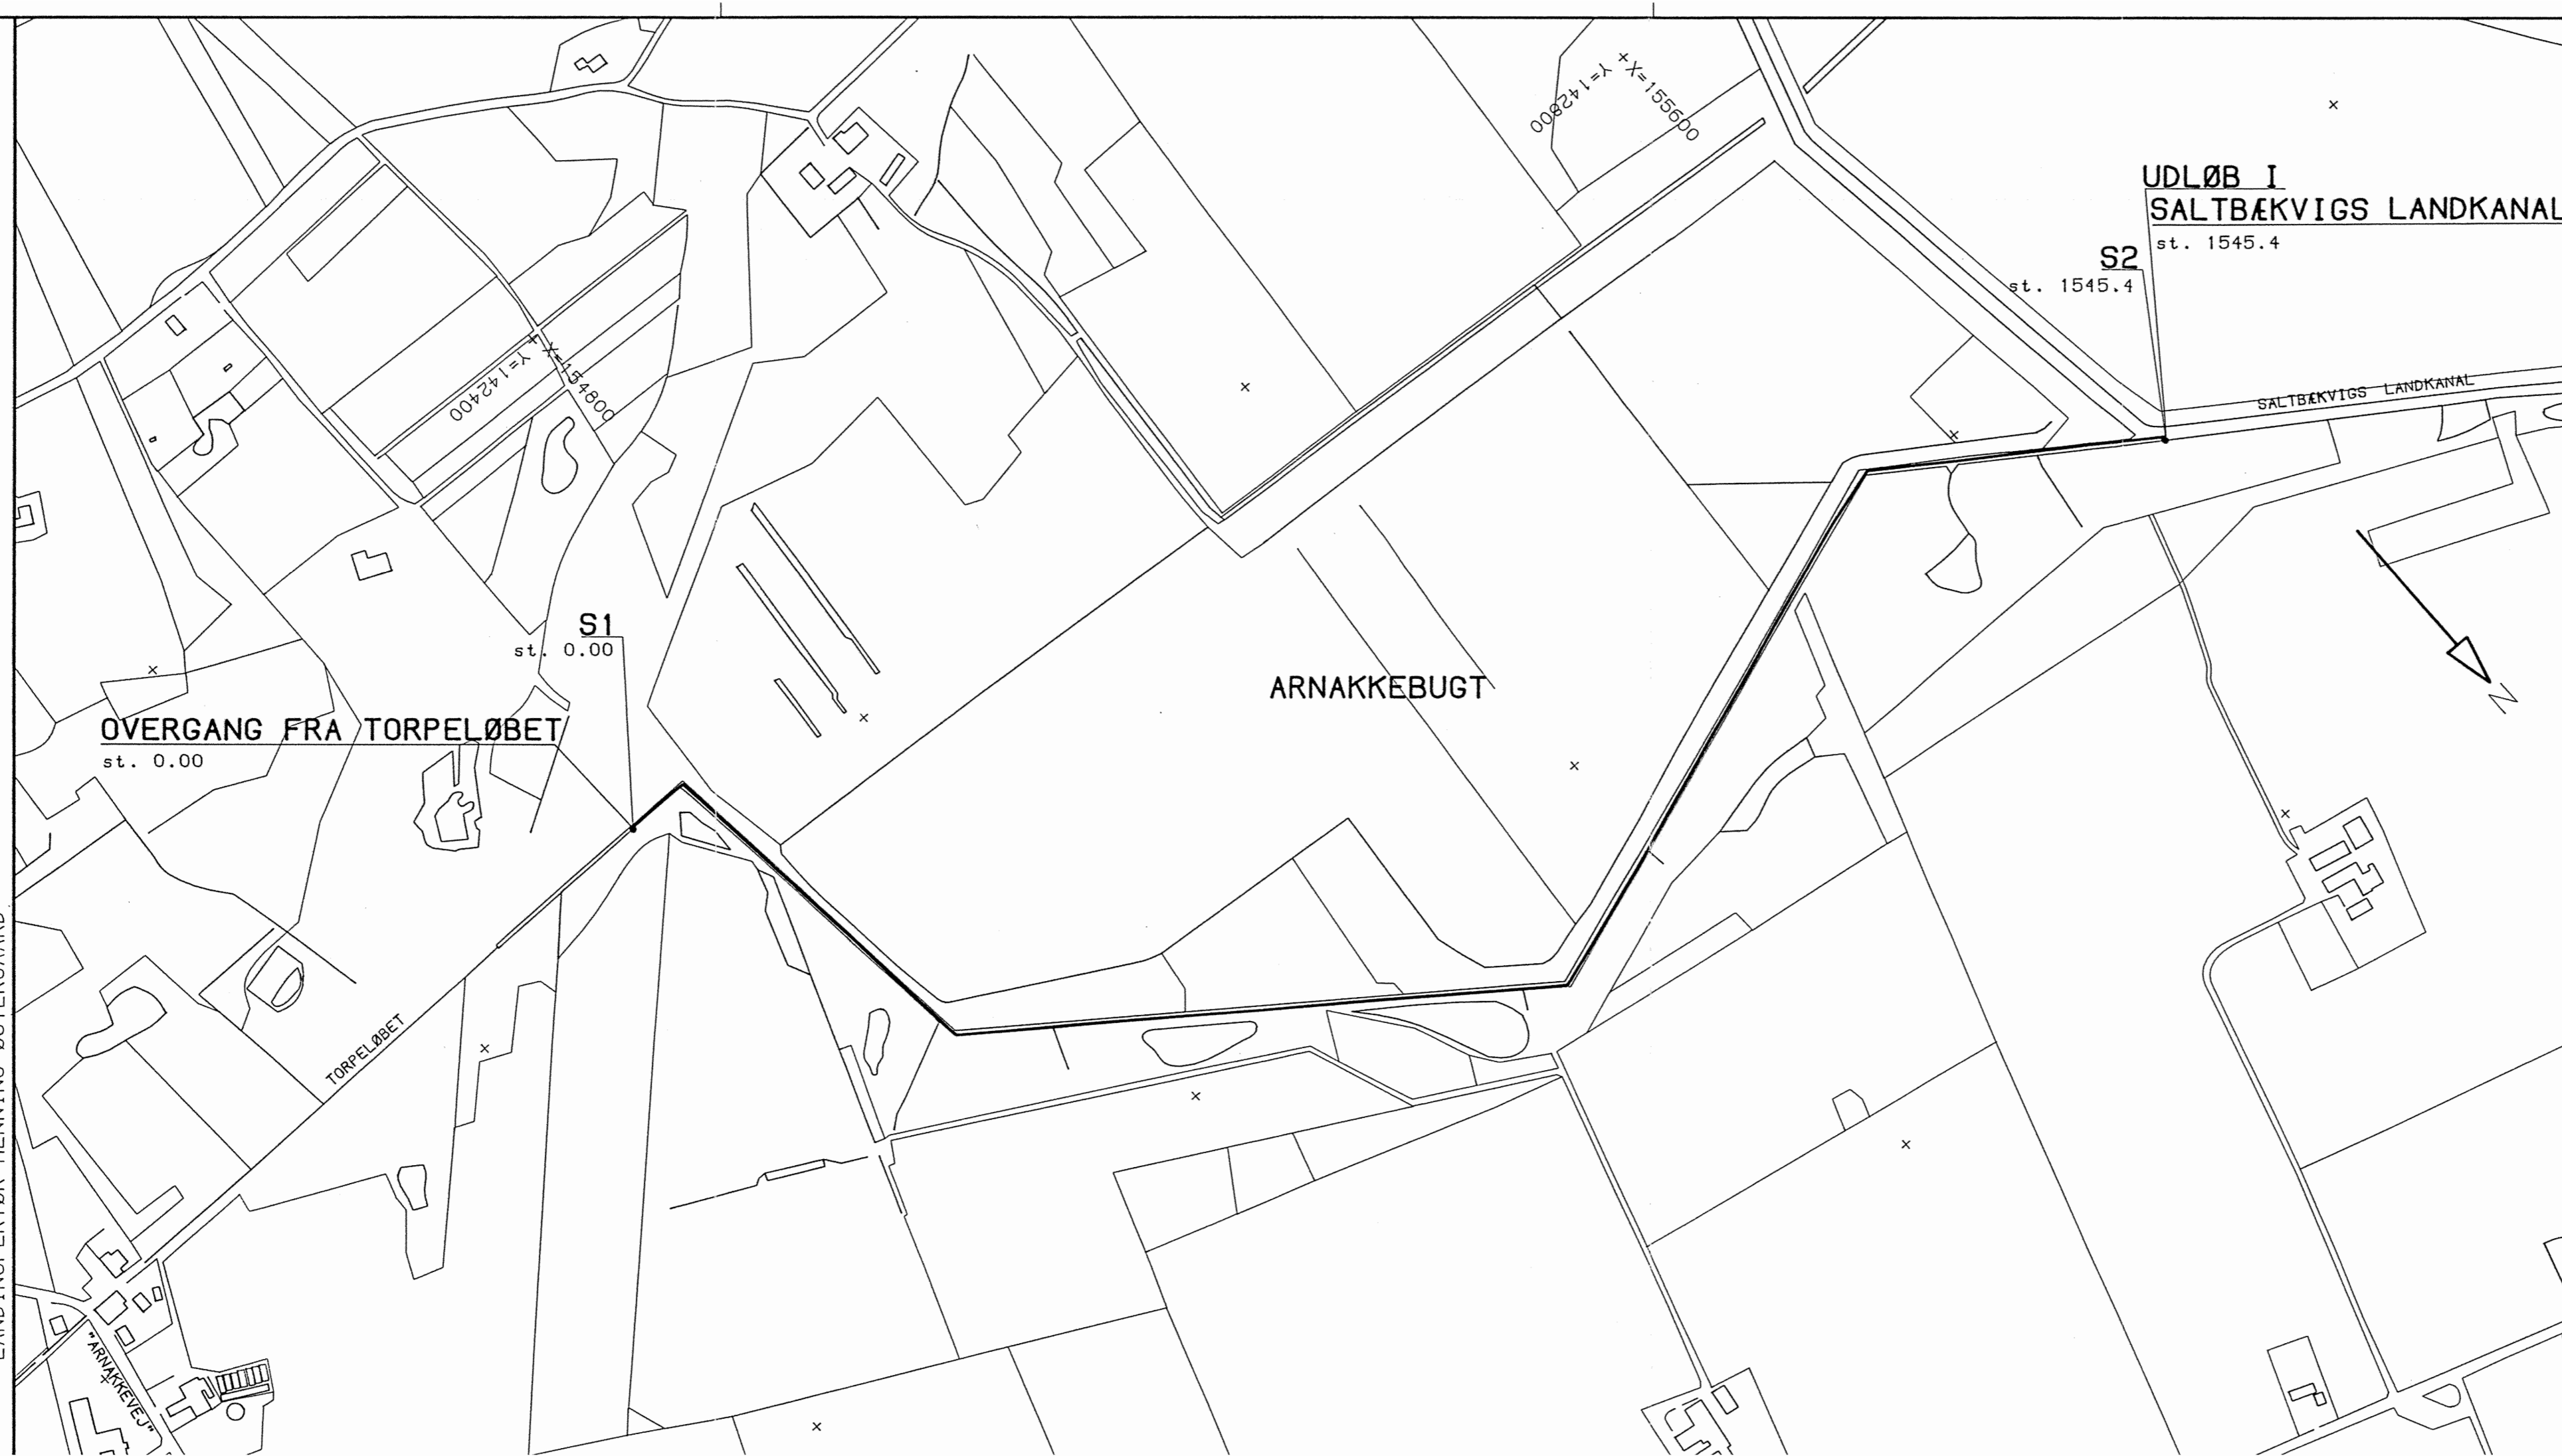 Y=142800
X=155600
UDLØB I
SALTBÆKVIGS LANDKANAL
st. 1545.4
S2
st. 1545.4
Y=142400
X=154800
SALTBÆKVIGS LANDKANAL
S1
st. 0.00
ARNAKKEBUGT
N
OVERGANG FRA TORPELØBET
st. 0.00
TORPELØBET
"ARNAKKEVEJ"